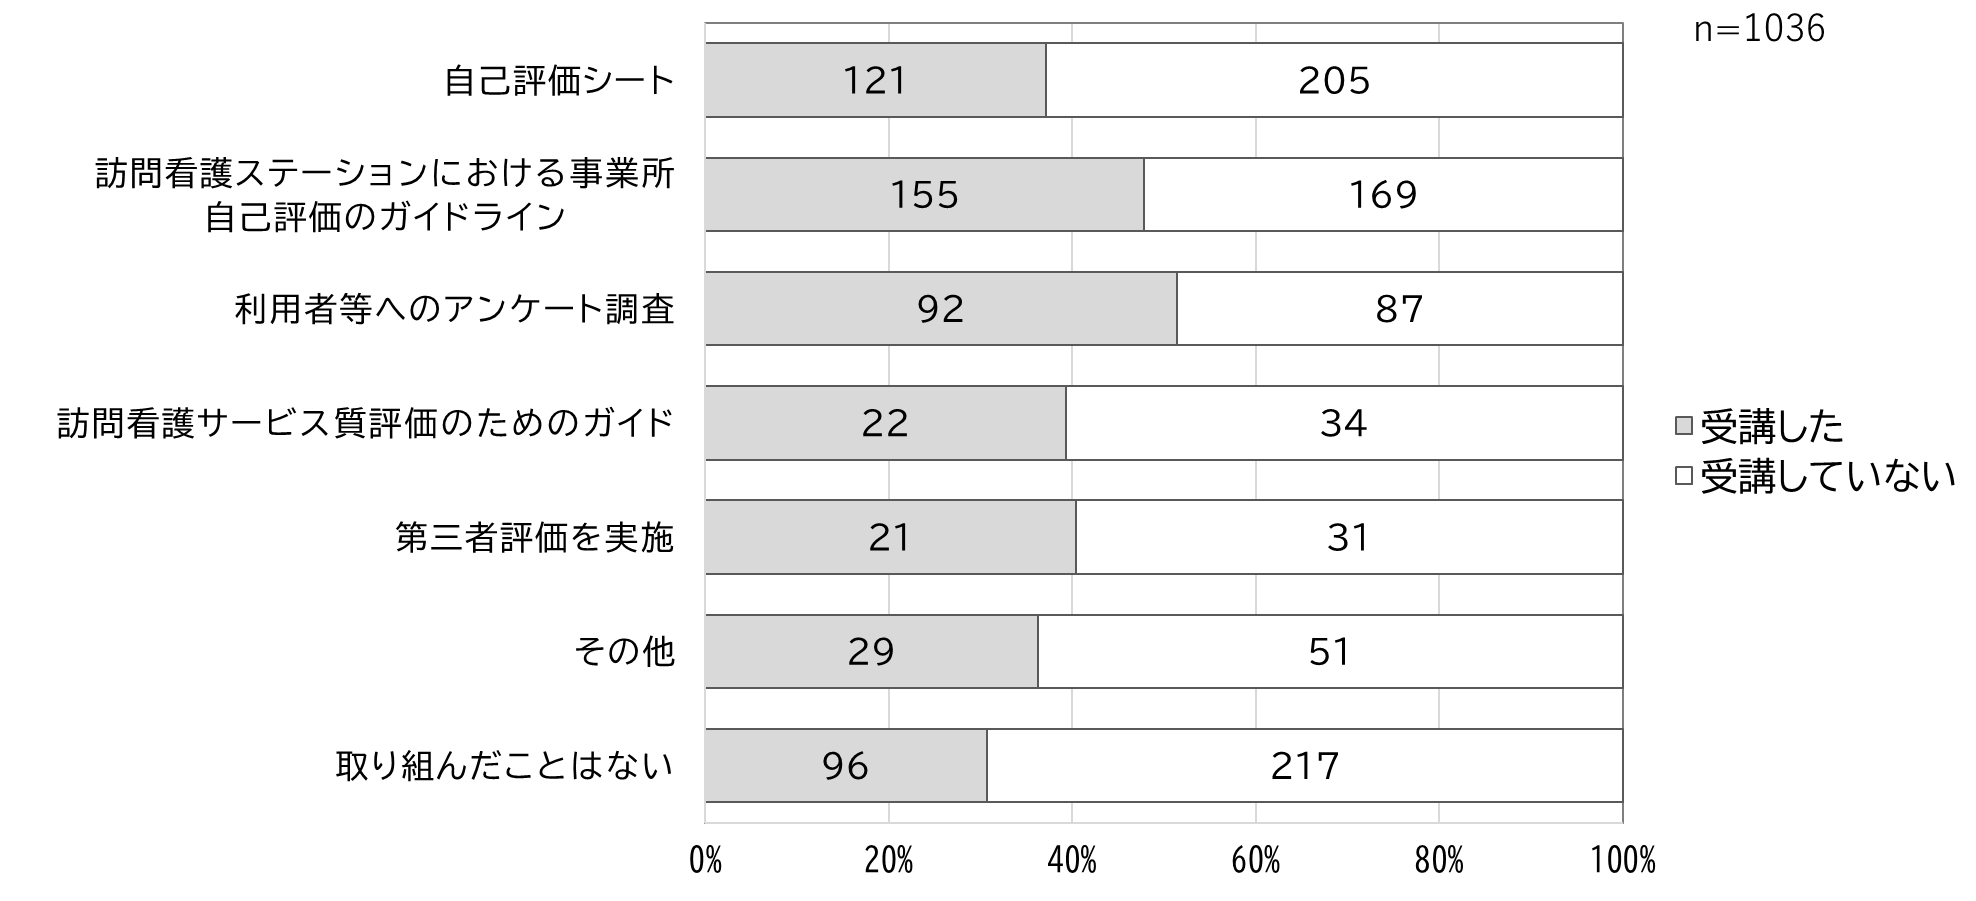 n=1036
自己評価シート
121
205
訪問看護ステーションにおける事業所
自己評価のガイドライン
155
169
利用者等へのアンケート調査
92
87
訪問看護サービス質評価のためのガイド
22
34
第三者評価を実施
21
31
その他
29
51
取り組んだことはない
96
217
受講した
受講していない
0%
20%
40%
60%
80%
100%